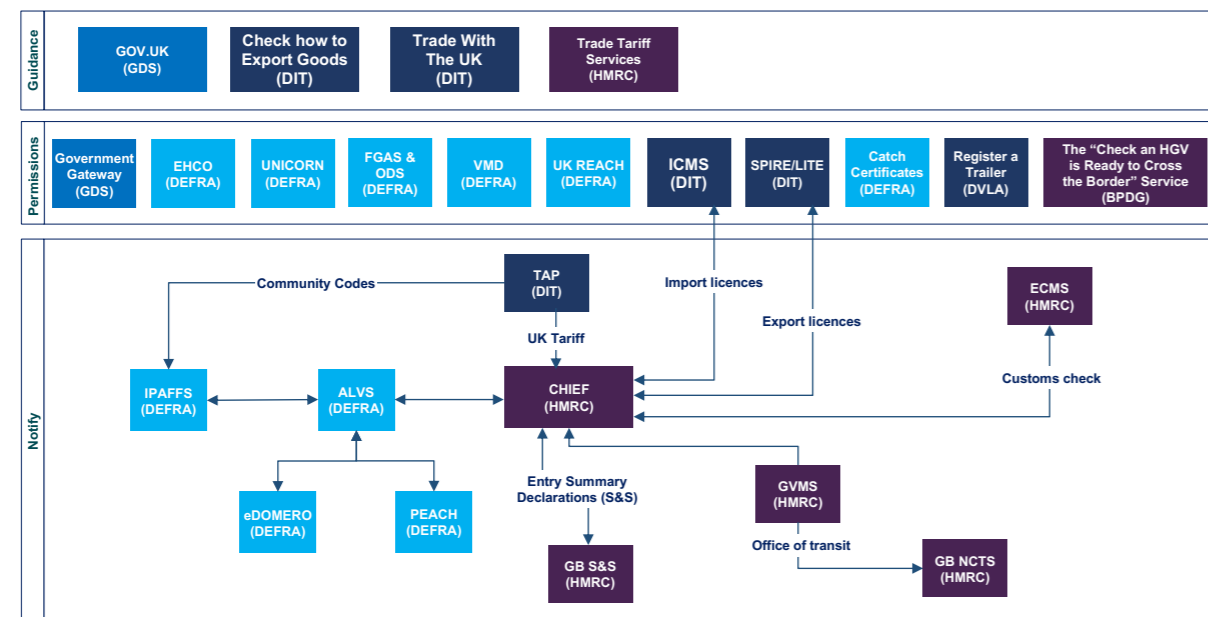 Guidance
GOV.UK
(GDS)
Check how to
Export Goods
(DIT)
Trade With
The UK
(DIT)
Trade Tariff
Services
(HMRC)
Permissions
Government
Gateway
(GDS)
EHCO
(DEFRA)
UNICORN
(DEFRA)
FGAS &
ODS
(DEFRA)
VMD
(DEFRA)
UK REACH
(DEFRA)
ICMS
(DIT)
SPIRE/LITE
(DIT)
Catch
Certificates
(DEFRA)
Register a
Trailer
(DVLA)
The “Check an HGV
is Ready to Cross
the Border” Service
(BPDG)
Notify
TAP
(DIT)
Community Codes
Import licences
ECMS
(HMRC)
Export licences
UK Tariff
IPAFFS
(DEFRA)
ALVS
(DEFRA)
CHIEF
(HMRC)
Customs check
Entry Summary
Declarations (S&S)
GVMS
(HMRC)
eDOMERO
(DEFRA)
PEACH
(DEFRA)
Office of transit
GB S&S
(HMRC)
GB NCTS
(HMRC)